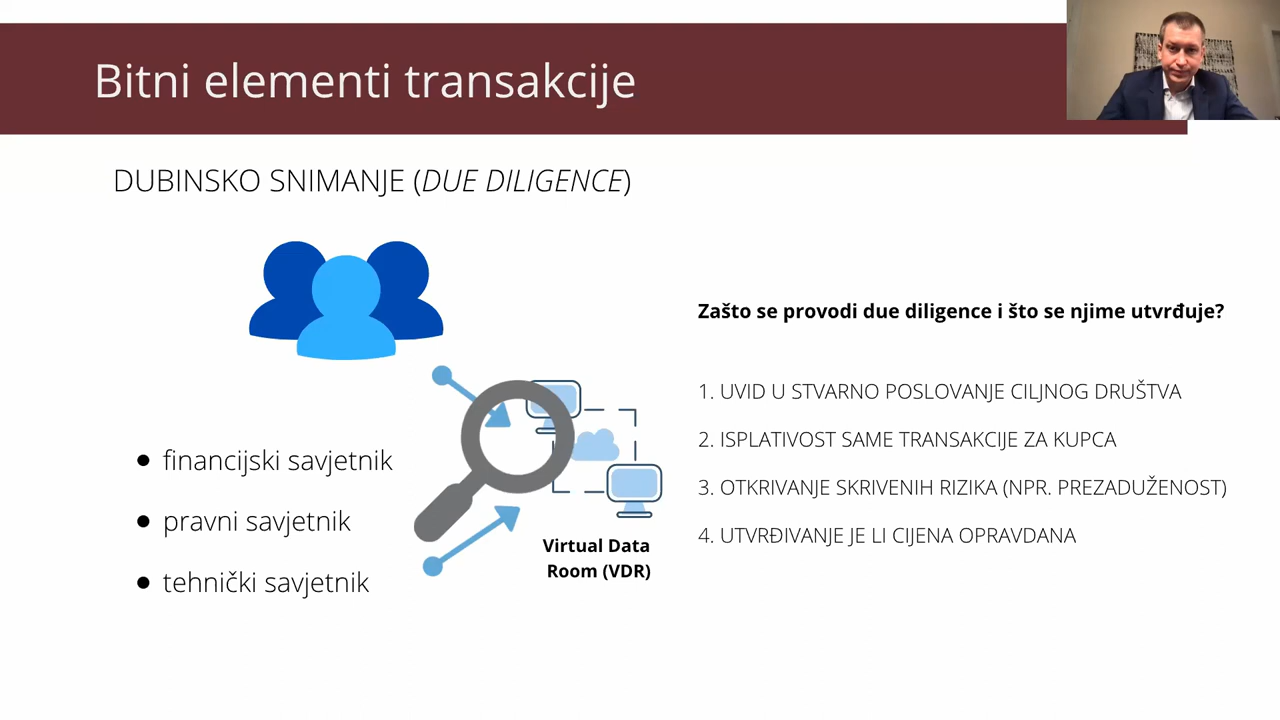 Bitni elementi transakcije
DUBINSKO SNIMANJE (DUE DILIGENCE)
• financijski savjetnik
• pravni savjetnik
• tehnički savjetnik
Virtual Data
Room (VDR)
Zašto se provodi due diligence i što se njime utvrđuje?
1. UVID U STVARNO POSLOVANJE CILJNOG DRUŠTVA
2. ISPLATIVOST SAME TRANSAKCIJE ZA KUPCA
3. OTKRIVANJE SKRIVENIH RIZIKA (NPR. PREZADUŽENOST)
4. UTVRĐIVANJE JE LI CIJENA OPRAVDANA